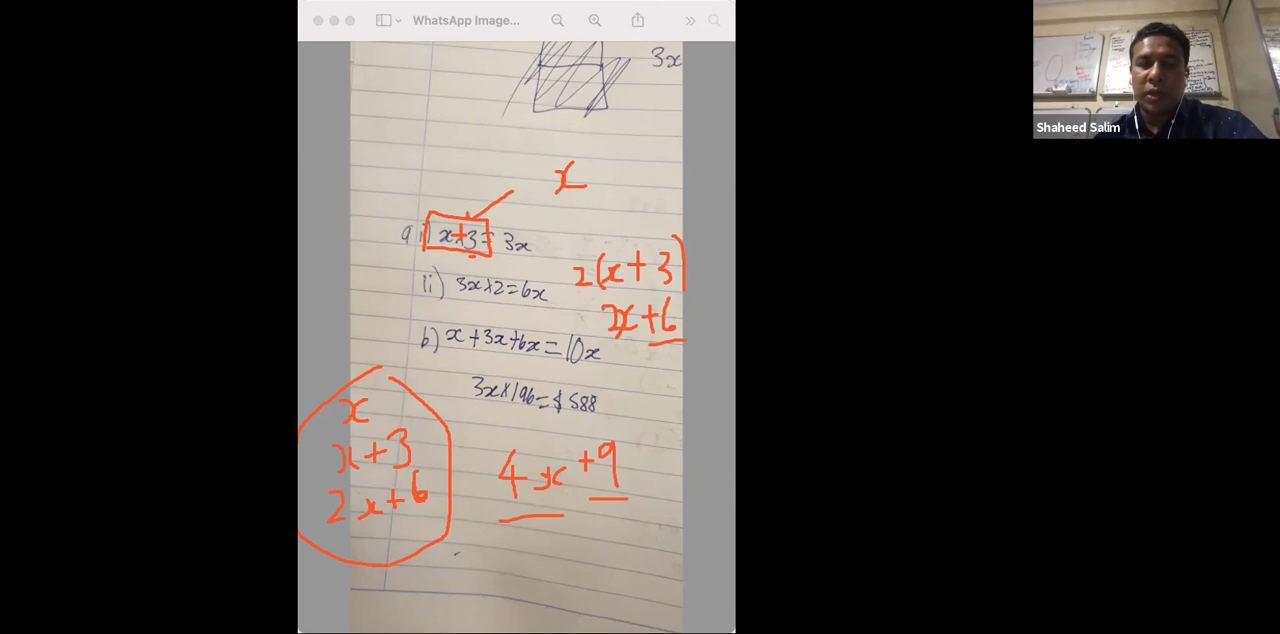 WhatsApp Image...
3x
x
9 i) x+3 = 3x
2(x + 3)
ii) 3x×2=6x
2x+6
b) x+3x+6x=10x
3x×196=$588
x
x+3
2x+6
4x +9
Shaheed Salim